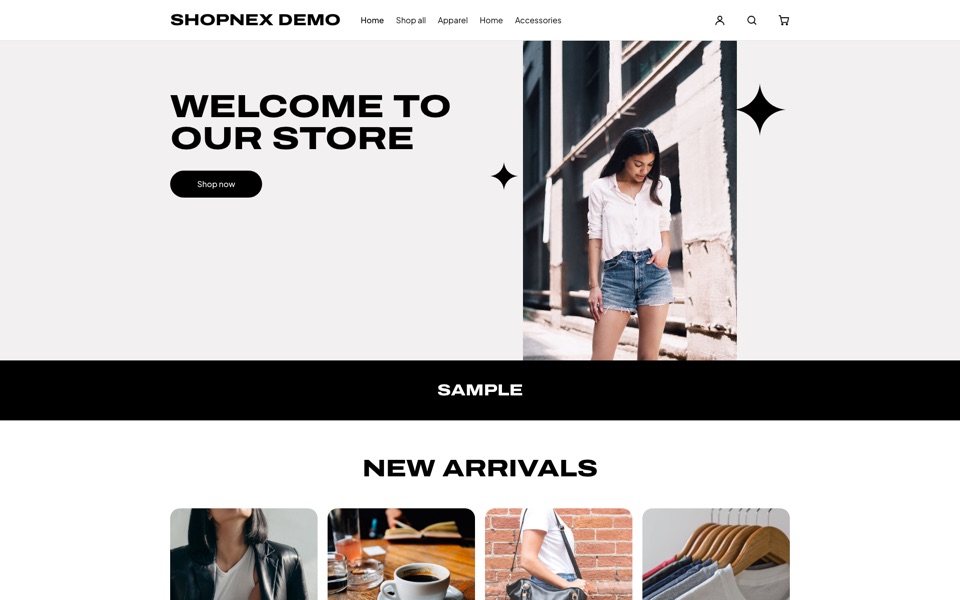 SHOPNEX DEMO
Home
Shop all
Apparel
Home
Accessories
WELCOME TO
OUR STORE
Shop now
SAMPLE
NEW ARRIVALS